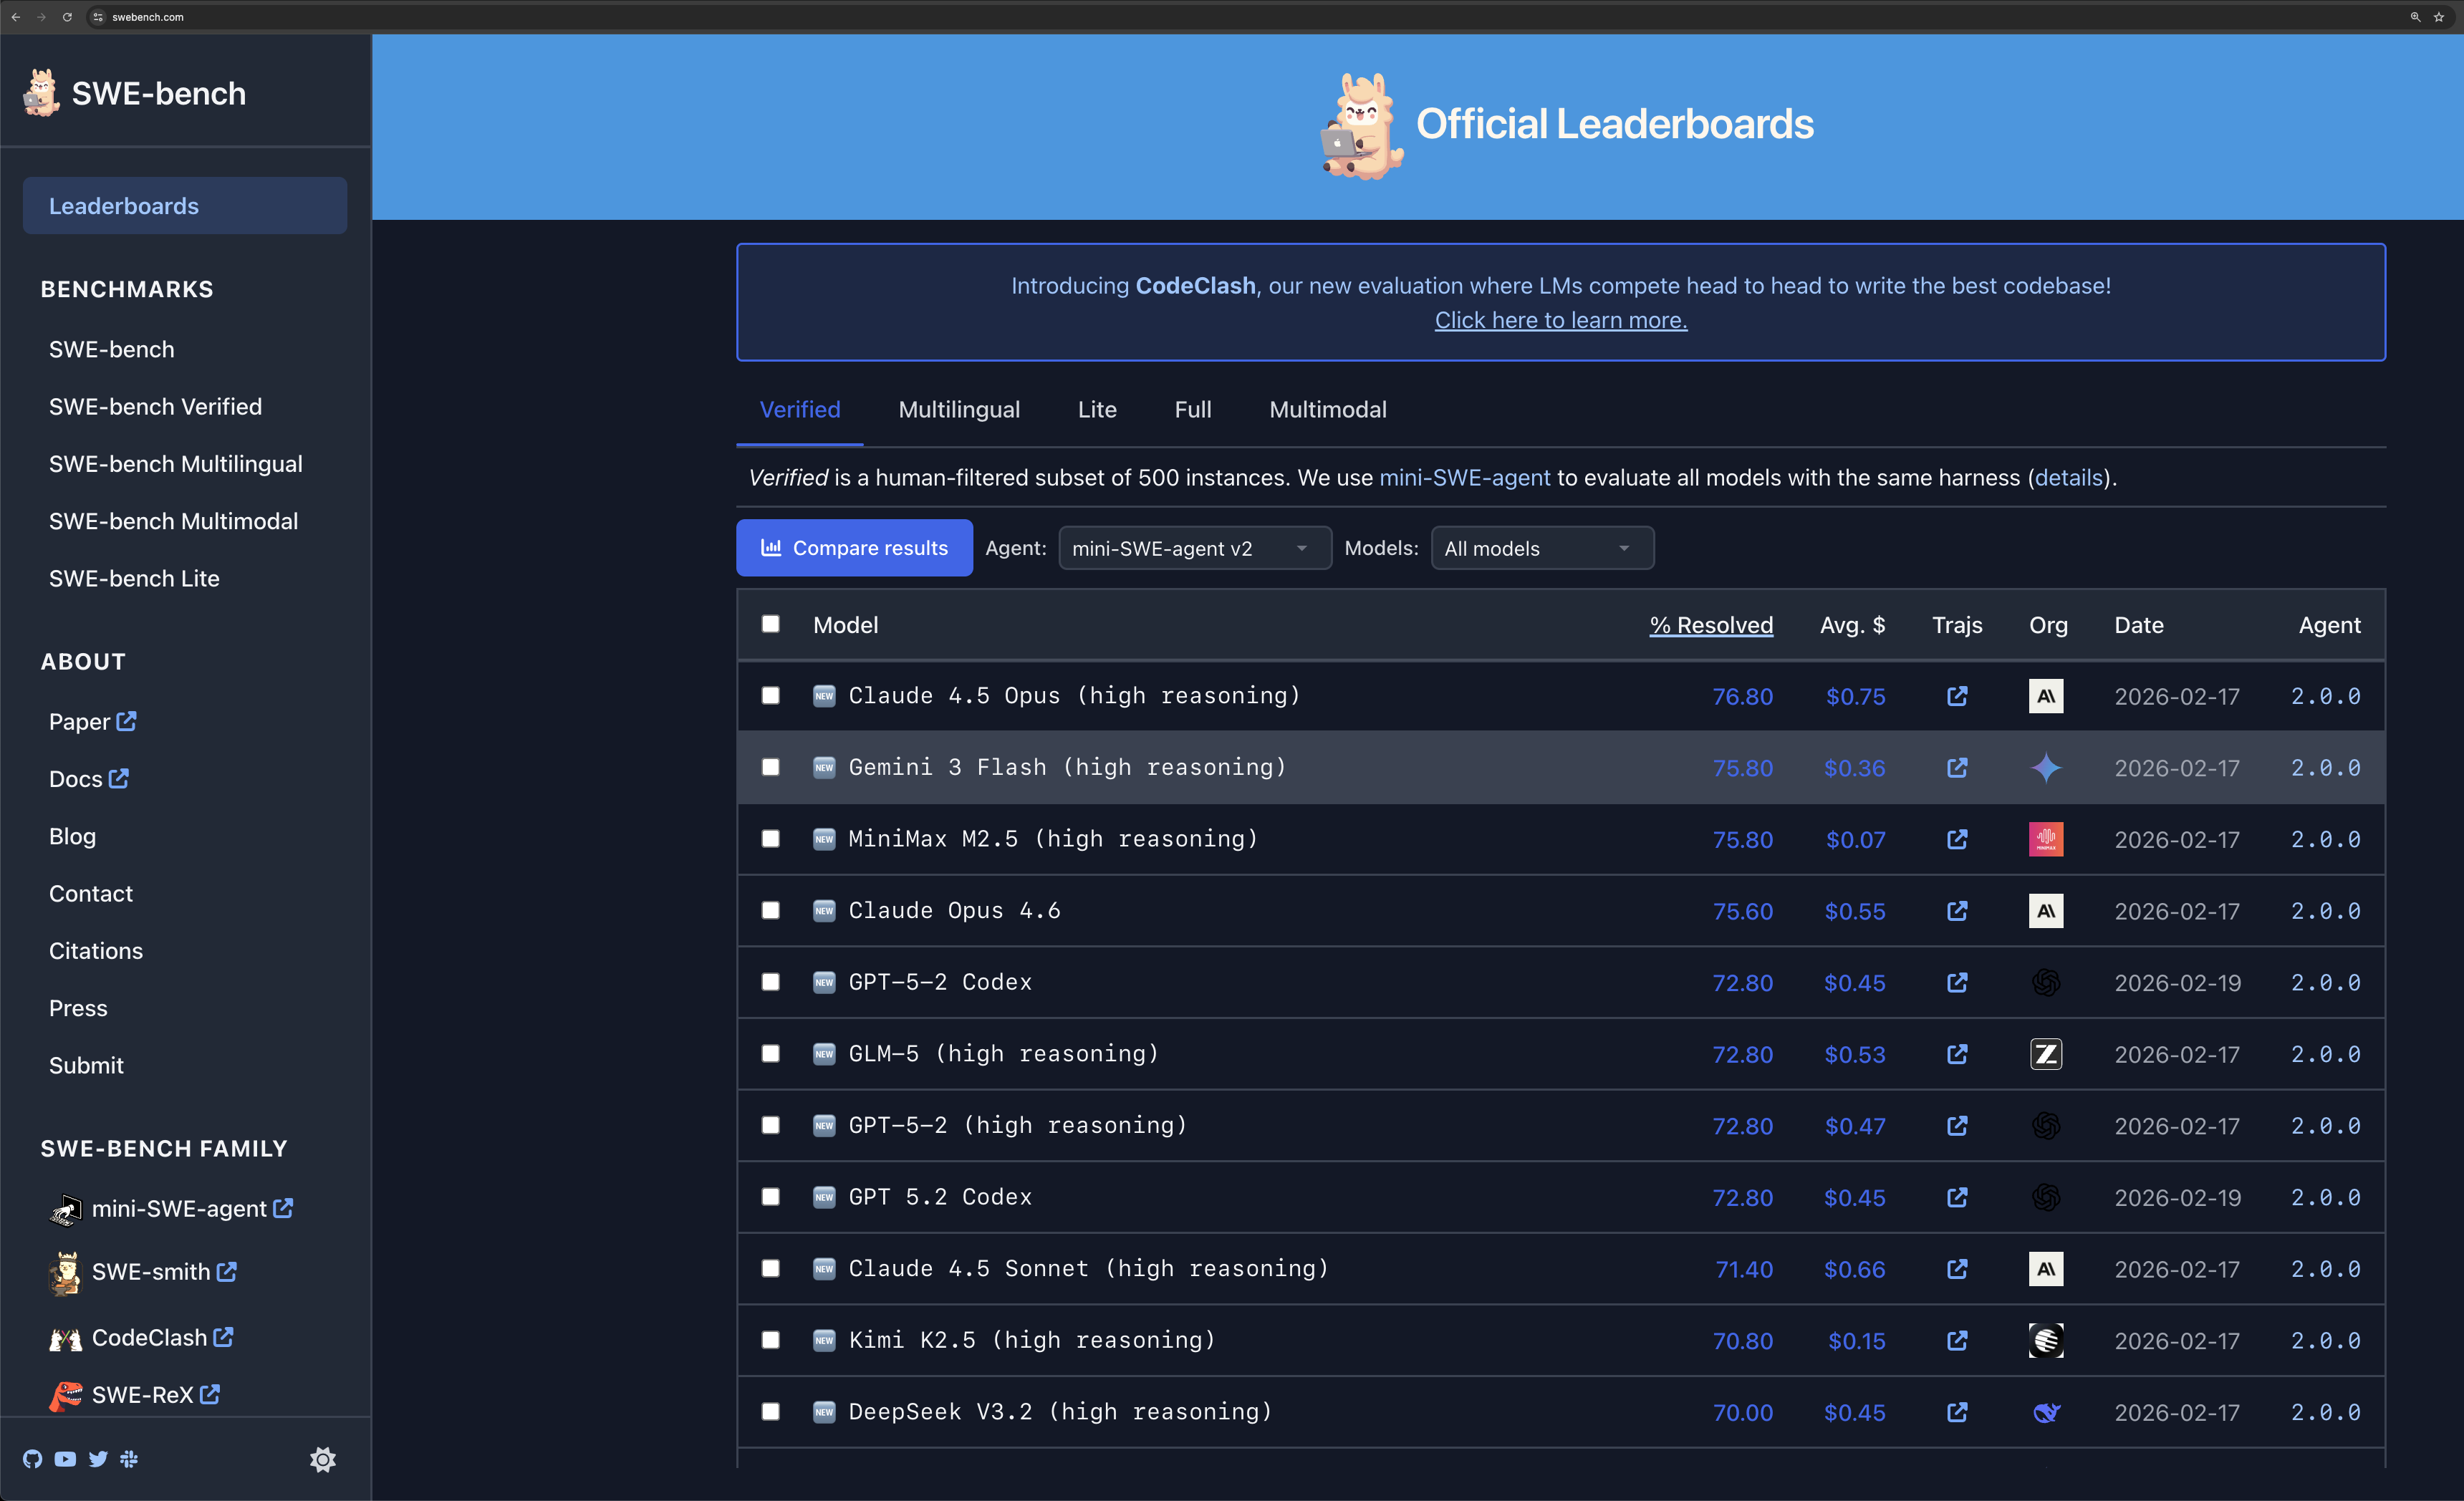 swebench.com
SWE-bench
Leaderboards
BENCHMARKS
SWE-bench
SWE-bench Verified
SWE-bench Multilingual
SWE-bench Multimodal
SWE-bench Lite
ABOUT
Paper
Docs
Blog
Contact
Citations
Press
Submit
SWE-BENCH FAMILY
mini-SWE-agent
SWE-smith
CodeClash
SWE-ReX
Official Leaderboards
Introducing CodeClash, our new evaluation where LMs compete head to head to write the best codebase!
Click here to learn more.
Verified Multilingual Lite Full Multimodal
Verified is a human-filtered subset of 500 instances. We use mini-SWE-agent to evaluate all models with the same harness (details).
Compare results Agent: mini-SWE-agent v2 Models: All models
Model % Resolved Avg. $ Trajs Org Date Agent
NEW Claude 4.5 Opus (high reasoning) 76.80 $0.75 A\ 2026-02-17 2.0.0
NEW Gemini 3 Flash (high reasoning) 75.80 $0.36 2026-02-17 2.0.0
NEW MiniMax M2.5 (high reasoning) 75.80 $0.07 MINIMAX 2026-02-17 2.0.0
NEW Claude Opus 4.6 75.60 $0.55 A\ 2026-02-17 2.0.0
NEW GPT-5-2 Codex 72.80 $0.45 2026-02-19 2.0.0
NEW GLM-5 (high reasoning) 72.80 $0.53 Z 2026-02-17 2.0.0
NEW GPT-5-2 (high reasoning) 72.80 $0.47 2026-02-17 2.0.0
NEW GPT 5.2 Codex 72.80 $0.45 2026-02-19 2.0.0
NEW Claude 4.5 Sonnet (high reasoning) 71.40 $0.66 A\ 2026-02-17 2.0.0
NEW Kimi K2.5 (high reasoning) 70.80 $0.15 2026-02-17 2.0.0
NEW DeepSeek V3.2 (high reasoning) 70.00 $0.45 2026-02-17 2.0.0